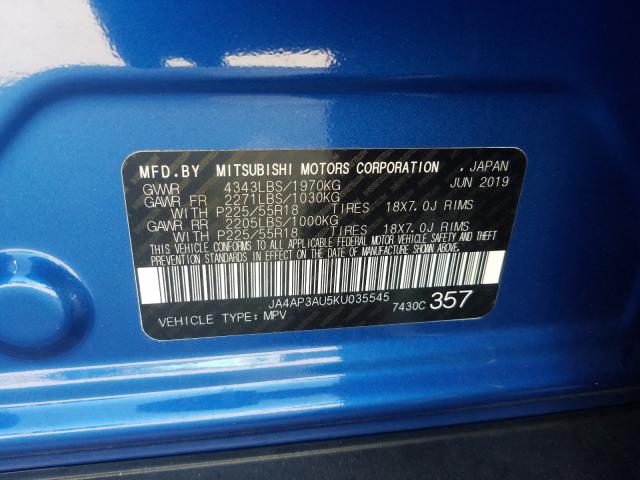 MFD.BY MITSUBISHI MOTORS CORPORATION , JAPAN
GVWR 4343LBS/1970KG JUN 2019
GAWR FR 2271LBS/1030KG
WITH P225/55R18 TIRES 18X7.0J RIMS
GAWR RR 2205LBS/1000KG
WITH P225/55R18 TIRES 18X7.0J RIMS
THIS VEHICLE CONFORMS TO ALL APPLICABLE FEDERAL MOTOR VEHICLE SAFETY AND THEFT
PREVENTION STANDARDS IN EFFECT ON THE DATE OF MANUFACTURE SHOWN ABOVE.
JA4AP3AU5KU035545
7430C 357
VEHICLE TYPE: MPV